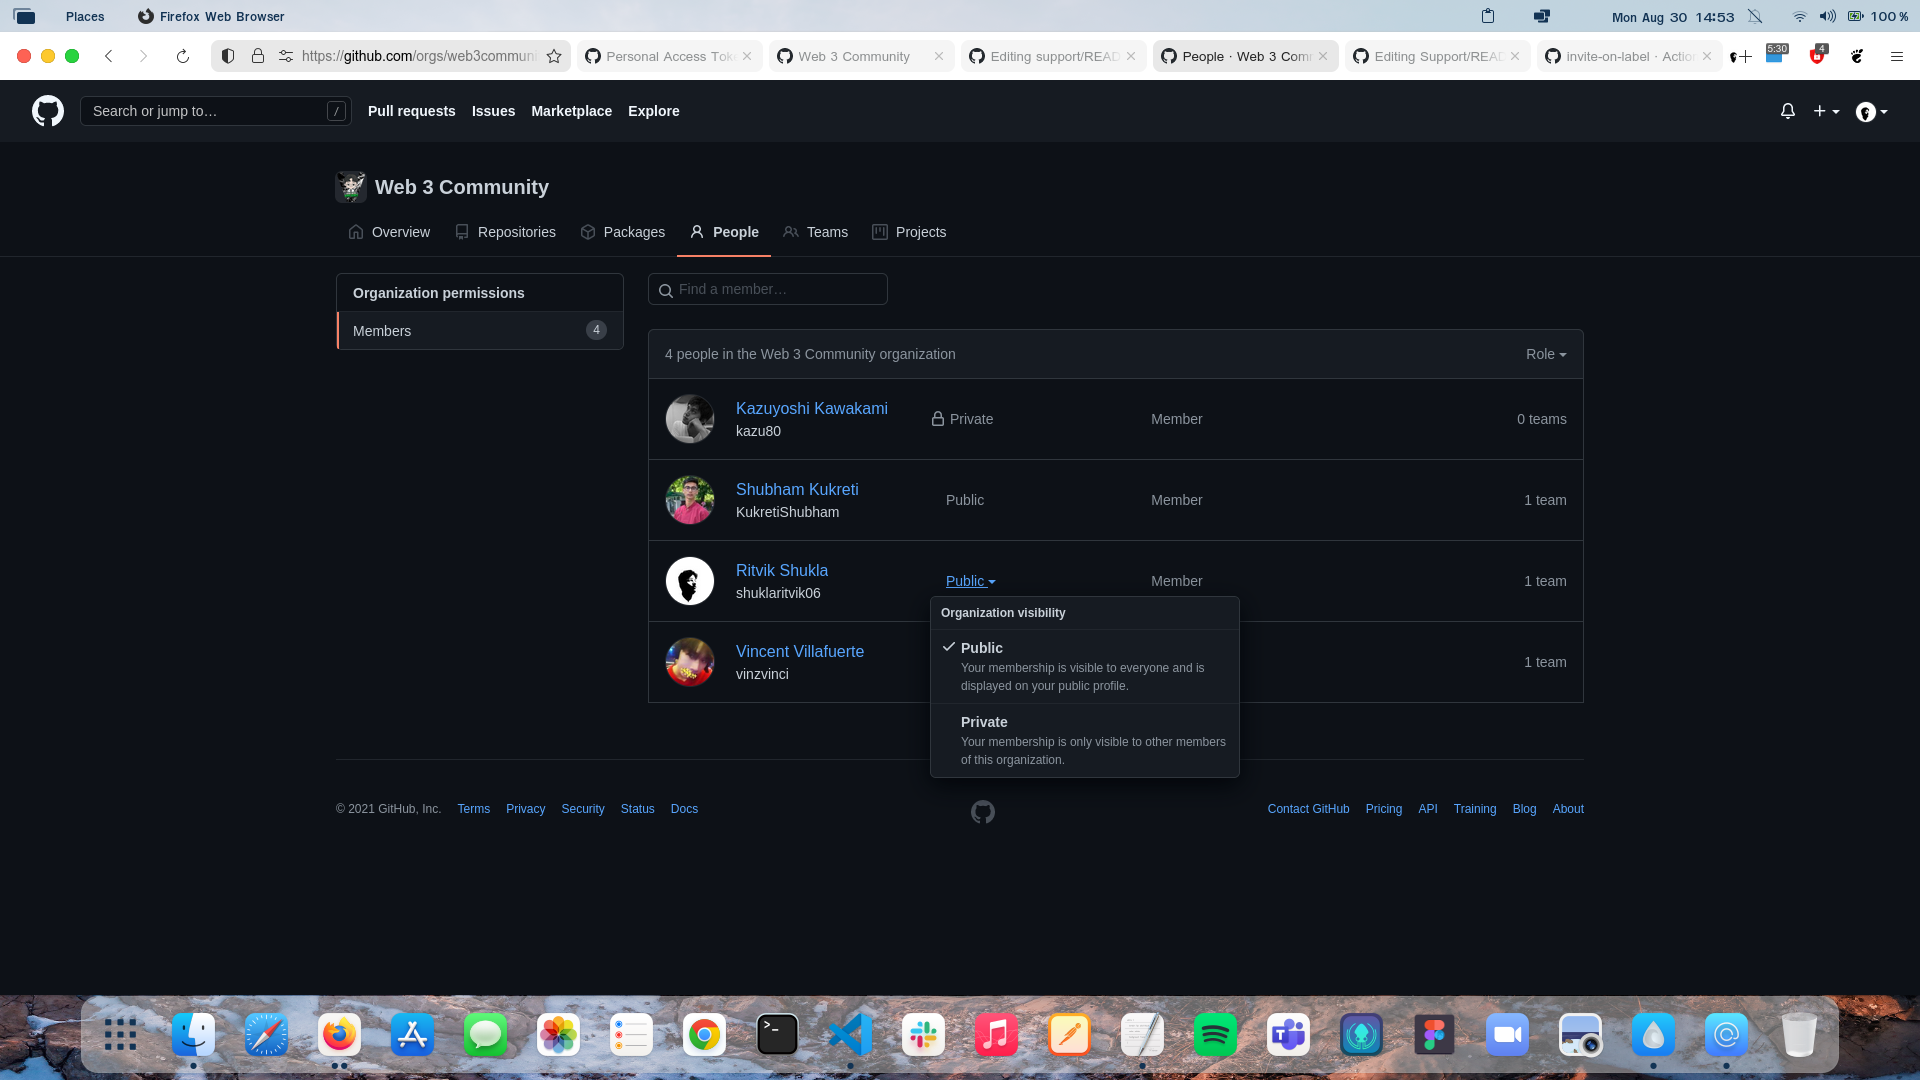 Places
Firefox Web Browser
Mon Aug 30 14:53
100 %
https://github.com/orgs/web3communi
Personal Access Toke
Web 3 Community
Editing support/READ
People · Web 3 Comm
Editing Support/READ
invite-on-label · Action
5:30
4
Search or jump to…
/
Pull requests
Issues
Marketplace
Explore
Web 3 Community
Overview
Repositories
Packages
People
Teams
Projects
Organization permissions
Members
4
Find a member…
4 people in the Web 3 Community organization
Role
Kazuyoshi Kawakami
kazu80
Private
Member
0 teams
Shubham Kukreti
KukretiShubham
Public
Member
1 team
Ritvik Shukla
shuklaritvik06
Public
Member
1 team
Vincent Villafuerte
vinzvinci
1 team
Organization visibility
Public
Your membership is visible to everyone and is
displayed on your public profile.
Private
Your membership is only visible to other members
of this organization.
© 2021 GitHub, Inc.
Terms
Privacy
Security
Status
Docs
Contact GitHub
Pricing
API
Training
Blog
About